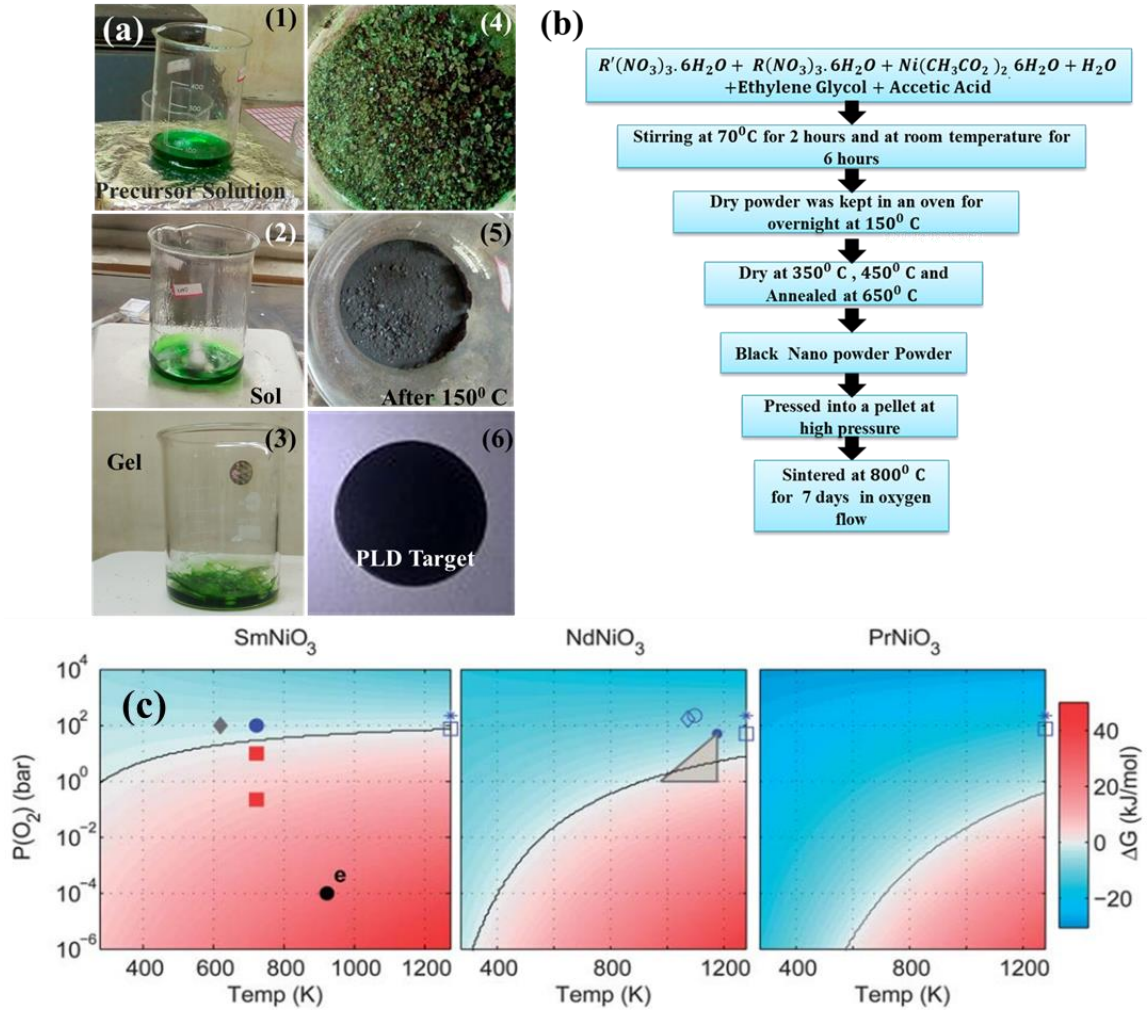 (a)
(1)
Precursor Solution
(2)
Sol
(3)
Gel
(4)
(5)
After 150⁰ C
(6)
PLD Target
(b)
R′(NO₃)₃.6H₂O + R(NO₃)₃.6H₂O + Ni(CH₃CO₂)₂ 6H₂O + H₂O
+Ethylene Glycol + Accetic Acid
Stirring at 70⁰C for 2 hours and at room temperature for
6 hours
Dry powder was kept in an oven for
overnight at 150⁰ C
Dry at 350⁰ C , 450⁰ C and
Annealed at 650⁰ C
Black Nano powder Powder
Pressed into a pellet at
high pressure
Sintered at 800⁰ C
for 7 days in oxygen
flow
(c)
SmNiO₃ NdNiO₃ PrNiO₃
P(O₂) (bar)
10⁴
10²
10⁰
10⁻²
10⁻⁴
10⁻⁶
e
400 600 800 1000 1200 400 800 1200 400 800 1200
Temp (K) Temp (K) Temp (K)
40
20
0
−20
ΔG (kJ/mol)